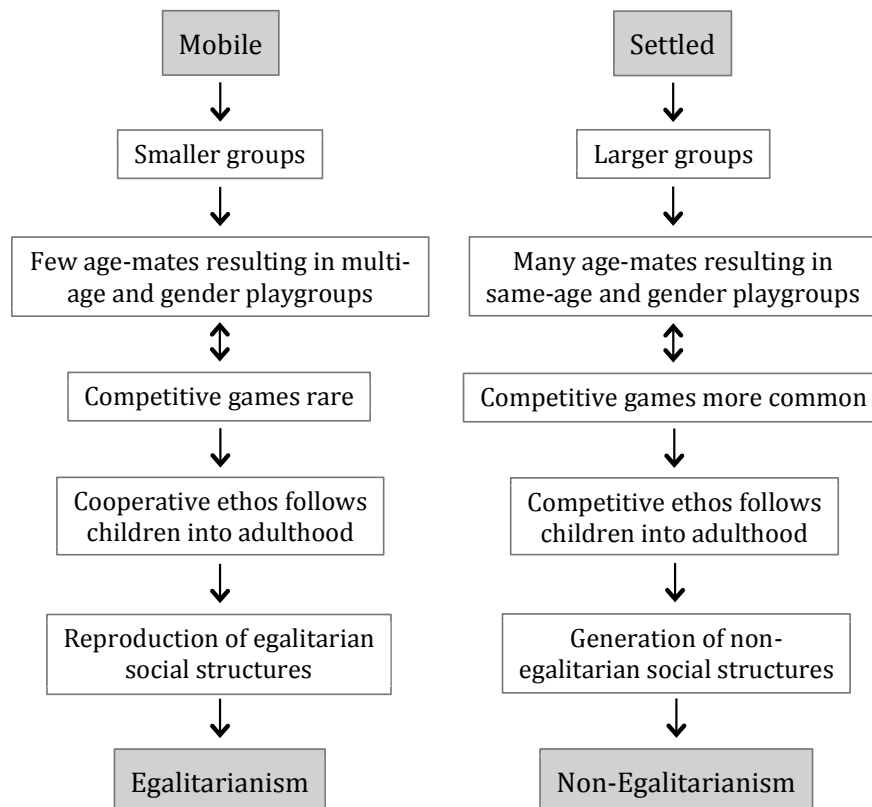 Mobile
Smaller groups
Few age-mates resulting in multi-
age and gender playgroups
Competitive games rare
Cooperative ethos follows
children into adulthood
Reproduction of egalitarian
social structures
Egalitarianism
Settled
Larger groups
Many age-mates resulting in
same-age and gender playgroups
Competitive games more common
Competitive ethos follows
children into adulthood
Generation of non-
egalitarian social structures
Non-Egalitarianism